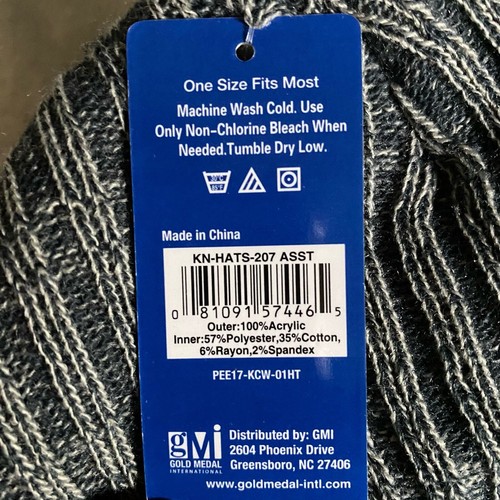 One Size Fits Most
Machine Wash Cold. Use
Only Non-Chlorine Bleach When
Needed.Tumble Dry Low.
Made in China
KN-HATS-207 ASST
0 81091 57446 5
Outer:100%Acrylic
Inner:57%Polyester,35%Cotton,
6%Rayon,2%Spandex
PEE17-KCW-01HT
gMi
GOLD MEDAL
INTERNATIONAL
Distributed by: GMI
2604 Phoenix Drive
Greensboro, NC 27406
www.goldmedal-intl.com